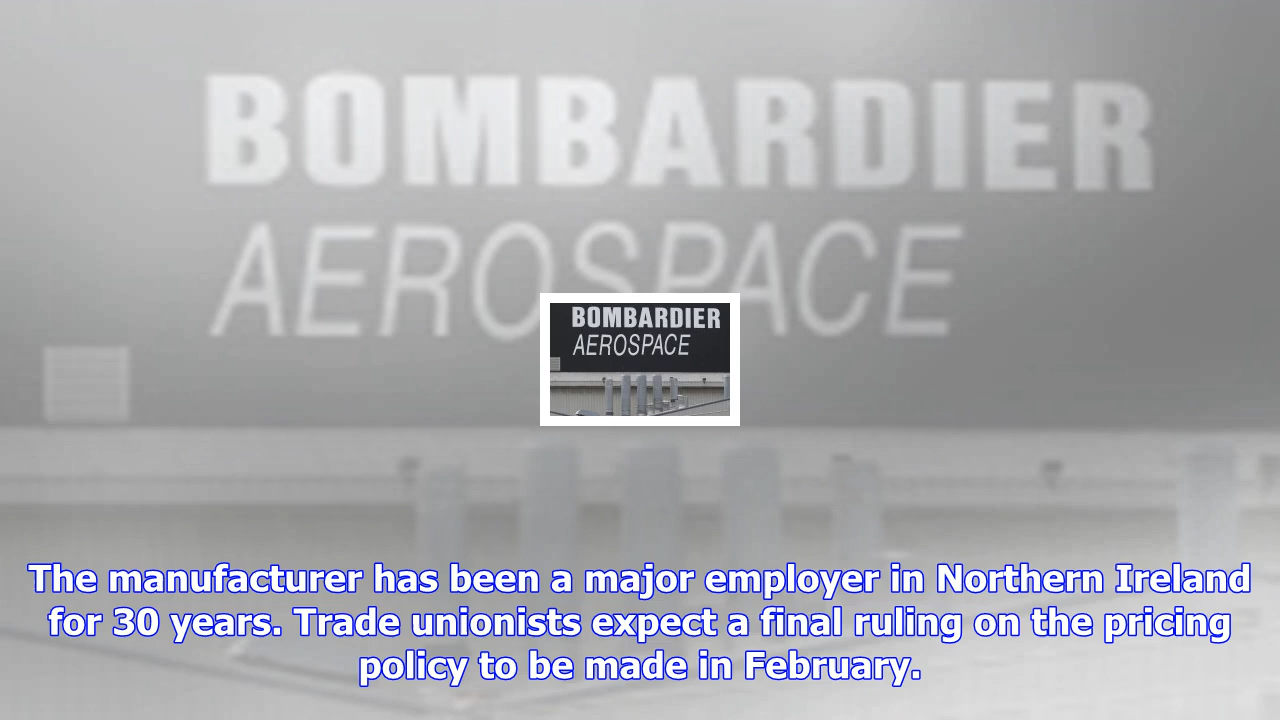 BOMBARDIER
AEROSPACE
BOMBARDIER
AEROSPACE
The manufacturer has been a major employer in Northern Ireland
for 30 years. Trade unionists expect a final ruling on the pricing
policy to be made in February.